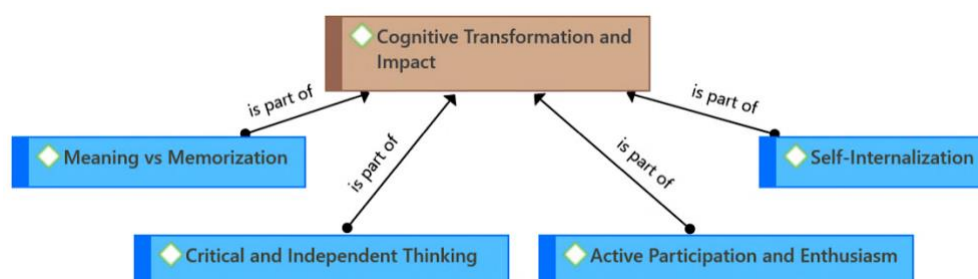 Cognitive Transformation and
Impact
is part of
is part of
is part of
is part of
Meaning vs Memorization
Self-Internalization
Critical and Independent Thinking
Active Participation and Enthusiasm